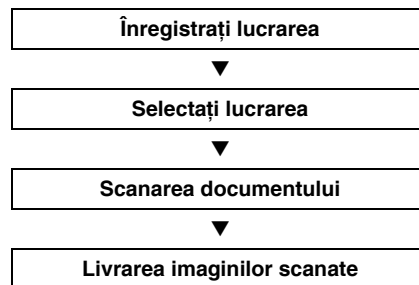 Înregistrați lucrarea
Selectați lucrarea
Scanarea documentului
Livrarea imaginilor scanate